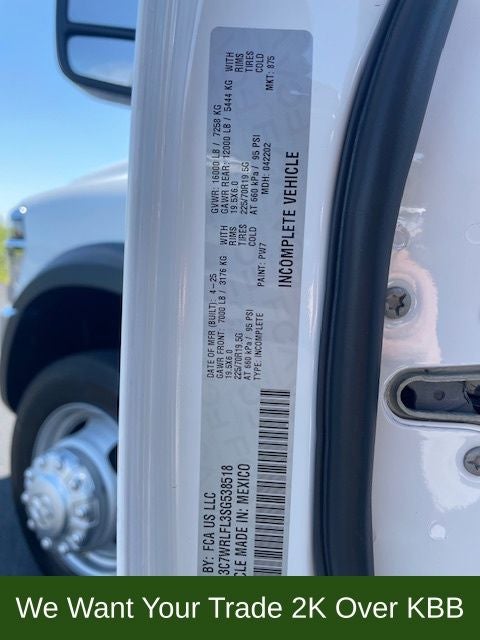 BY: FCA US LLC
3C7WRLFL3SG538518
CLE MADE IN MEXICO
DATE OF MFR (BUILT): 4-25
GAWR FRONT: 7000 LB / 3176 KG WITH
19.5X6.0 RIMS
225/70R19.5G TIRES
AT 660 kPa / 95 PSI COLD
TYPE: INCOMPLETE
PAINT: PW7
GVWR: 16000 LB / 7258 KG
GAWR REAR: 12000 LB / 5444 KG WITH
19.5X6.0 RIMS
225/70R19.5G TIRES
AT 660 kPa / 95 PSI COLD
MDH: 042202
MKT: 875
INCOMPLETE VEHICLE
We Want Your Trade 2K Over KBB